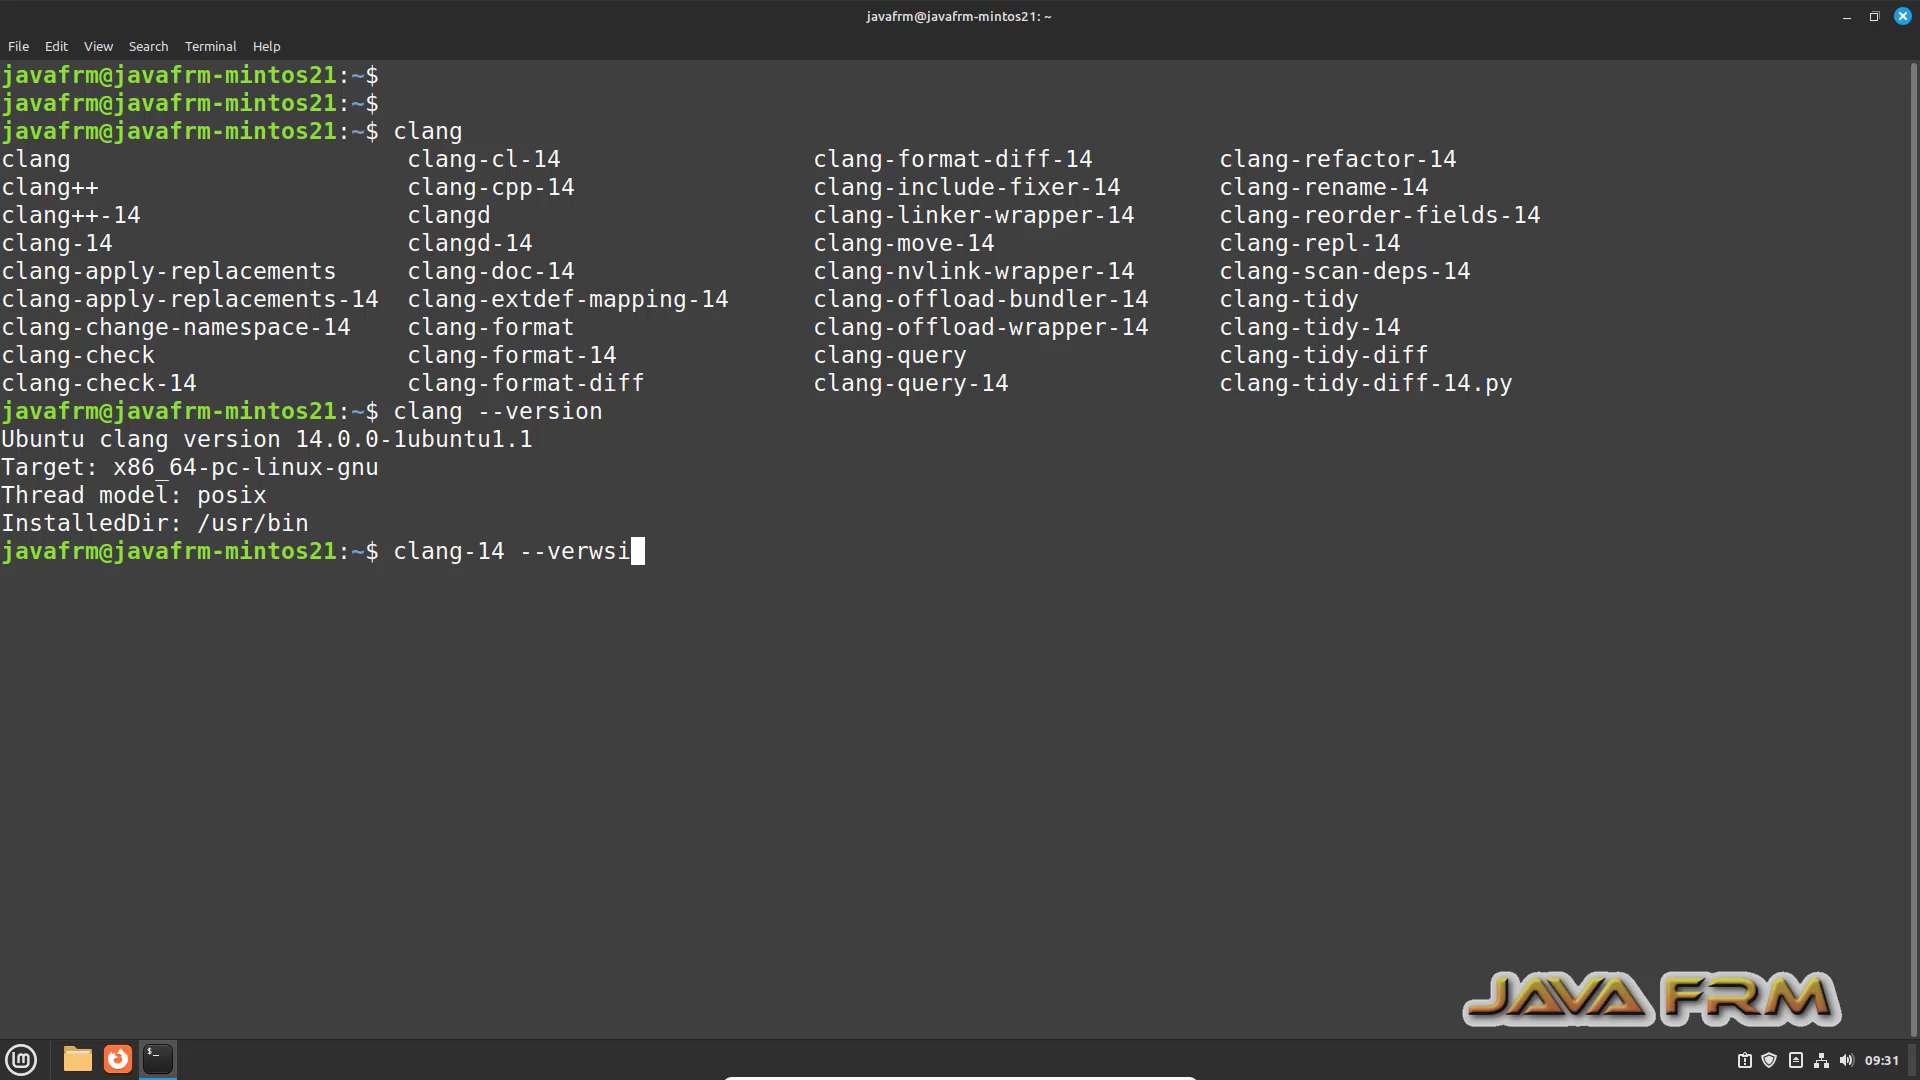 javafrm@javafrm-mintos21: ~
File Edit View Search Terminal Help
javafrm@javafrm-mintos21:~$
javafrm@javafrm-mintos21:~$
javafrm@javafrm-mintos21:~$ clang
clang clang-cl-14 clang-format-diff-14 clang-refactor-14
clang++ clang-cpp-14 clang-include-fixer-14 clang-rename-14
clang++-14 clangd clang-linker-wrapper-14 clang-reorder-fields-14
clang-14 clangd-14 clang-move-14 clang-repl-14
clang-apply-replacements clang-doc-14 clang-nvlink-wrapper-14 clang-scan-deps-14
clang-apply-replacements-14 clang-extdef-mapping-14 clang-offload-bundler-14 clang-tidy
clang-change-namespace-14 clang-format clang-offload-wrapper-14 clang-tidy-14
clang-check clang-format-14 clang-query clang-tidy-diff
clang-check-14 clang-format-diff clang-query-14 clang-tidy-diff-14.py
javafrm@javafrm-mintos21:~$ clang --version
Ubuntu clang version 14.0.0-1ubuntu1.1
Target: x86_64-pc-linux-gnu
Thread model: posix
InstalledDir: /usr/bin
javafrm@javafrm-mintos21:~$ clang-14 --verwsi
JAVA FRM
09:31